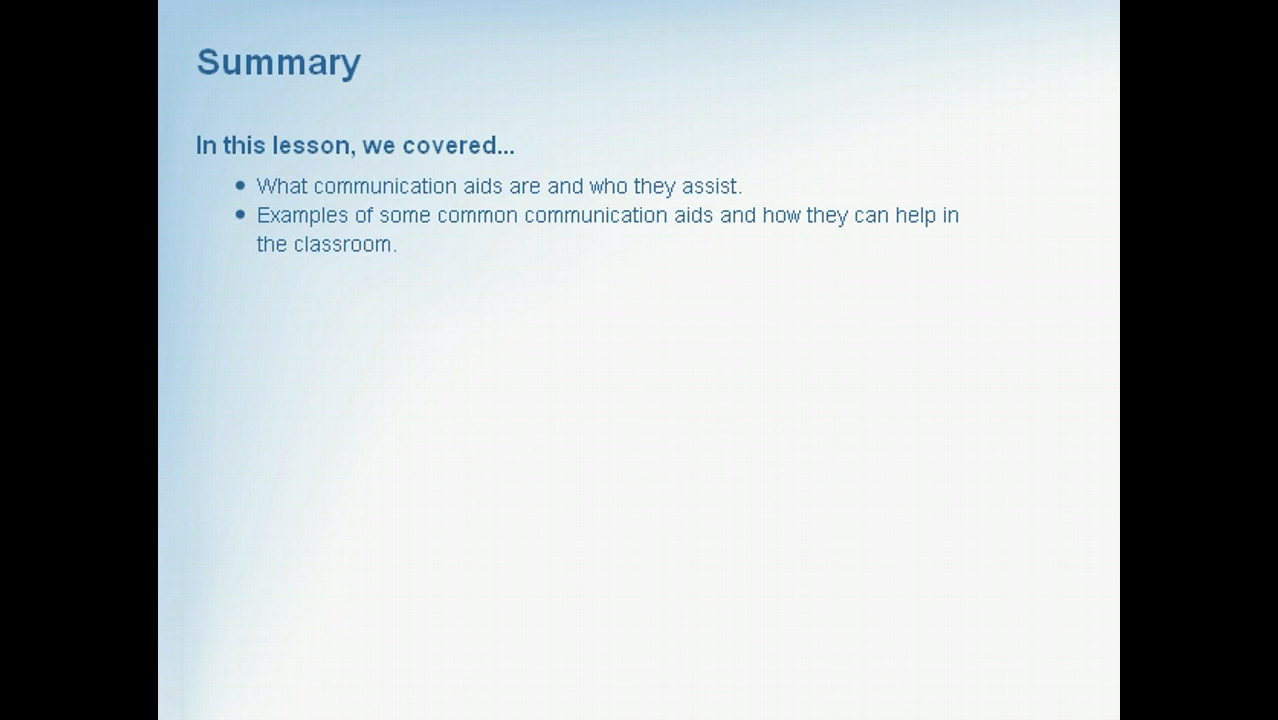 Summary
In this lesson, we covered...
• What communication aids are and who they assist.
• Examples of some common communication aids and how they can help in
the classroom.